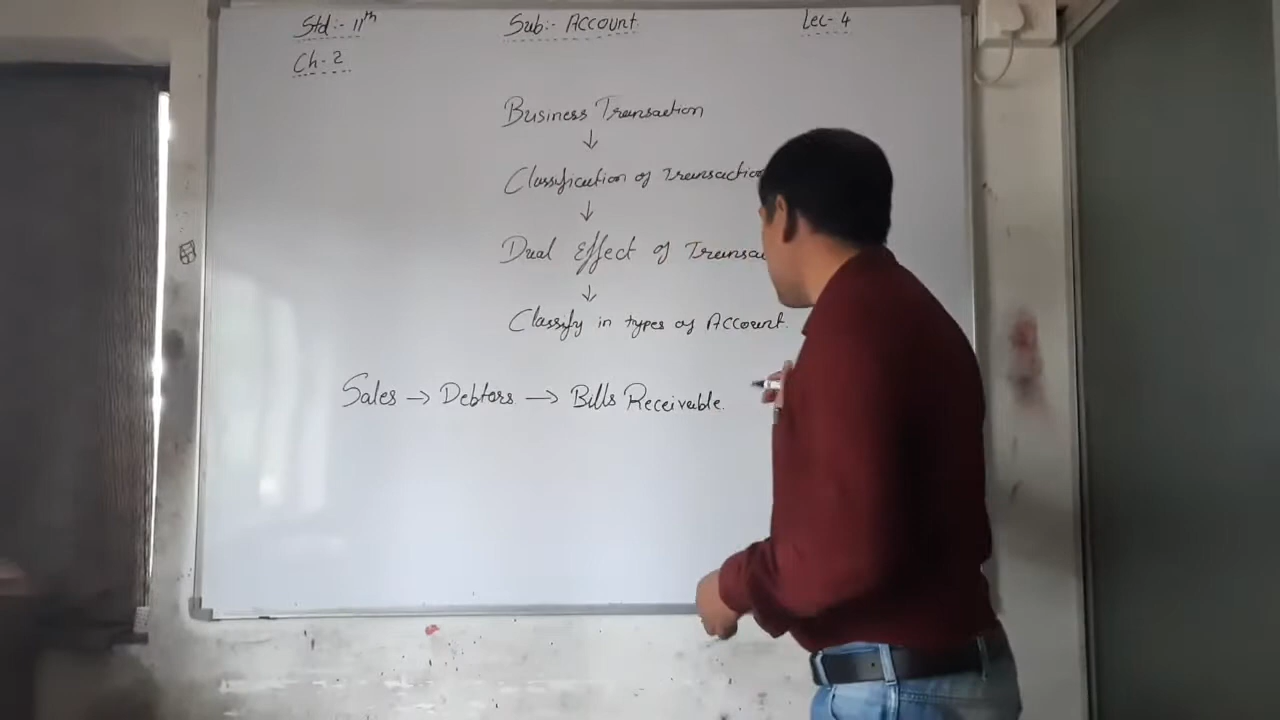 Std:- 11th Sub:- Account Lec- 4
Ch- 2
Business Transaction
↓
Classification of Transaction
↓
Dual Effect of Transac
↓
Classify in types of Account.
Sales → Debtors → Bills Receivable.